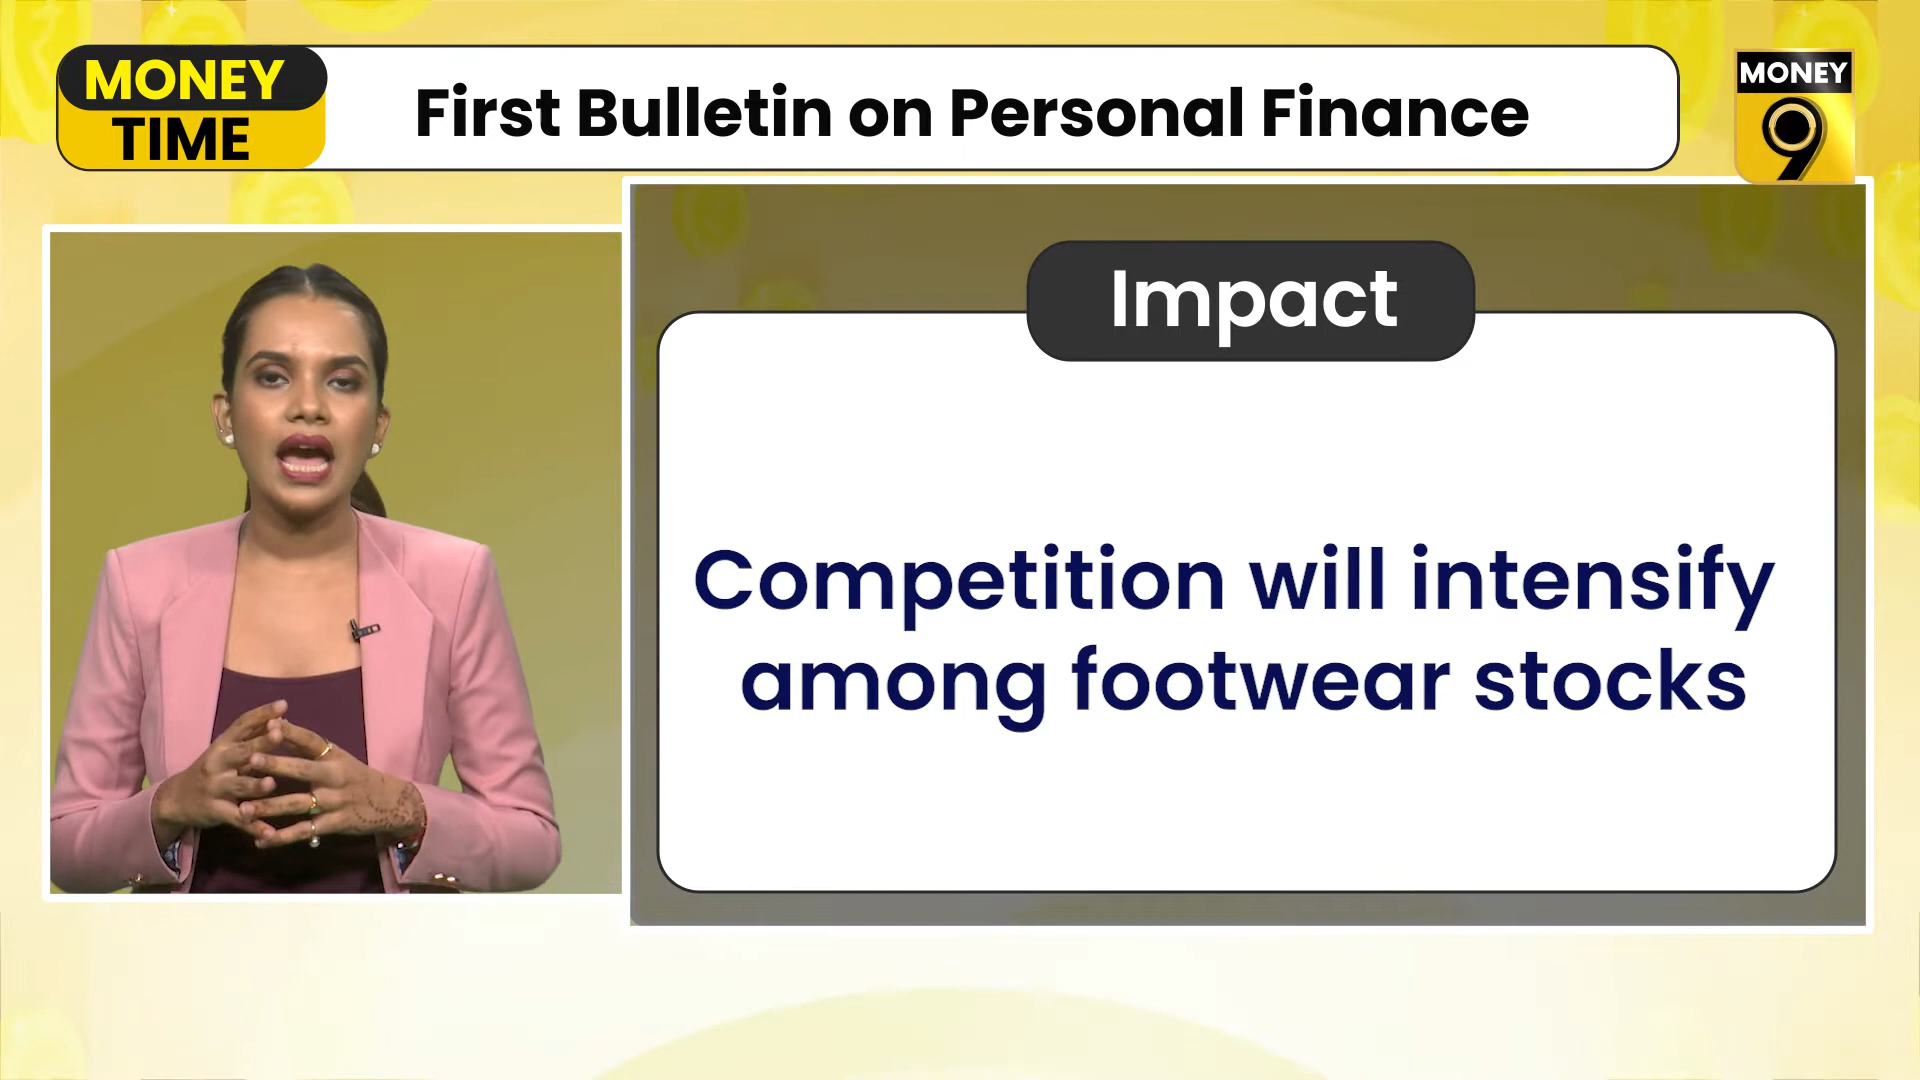 MONEY
TIME
First Bulletin on Personal Finance
MONEY
9
Impact
Competition will intensify
among footwear stocks